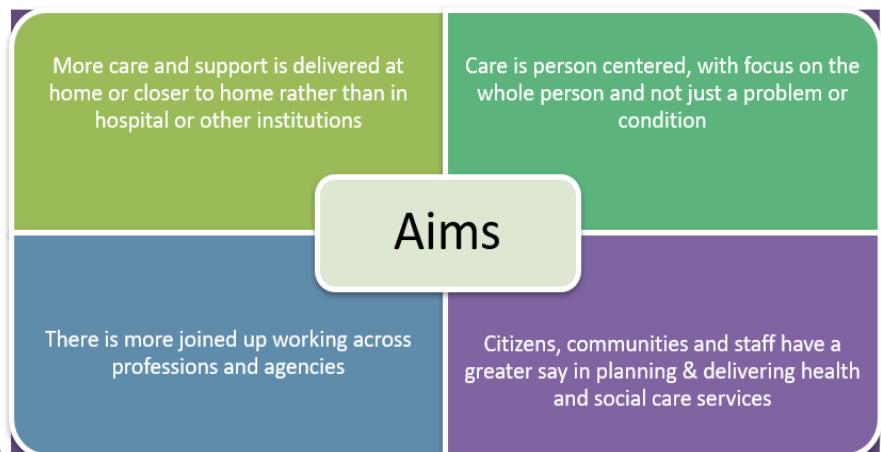 More care and support is delivered at
home or closer to home rather than in
hospital or other institutions
Care is person centered, with focus on the
whole person and not just a problem or
condition
Aims
There is more joined up working across
professions and agencies
Citizens, communities and staff have a
greater say in planning & delivering health
and social care services